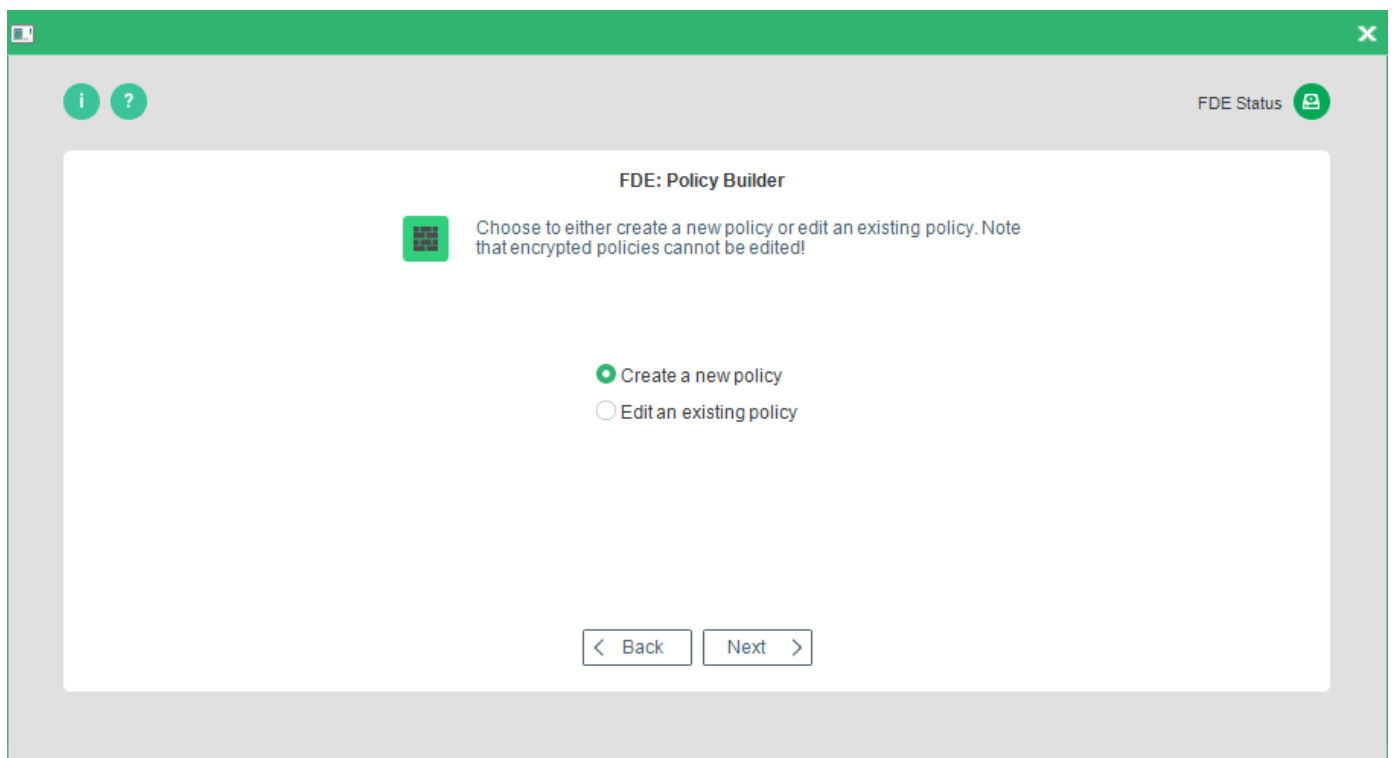 i ?
FDE Status
FDE: Policy Builder
Choose to either create a new policy or edit an existing policy. Note
that encrypted policies cannot be edited!
Create a new policy
Edit an existing policy
Back
Next